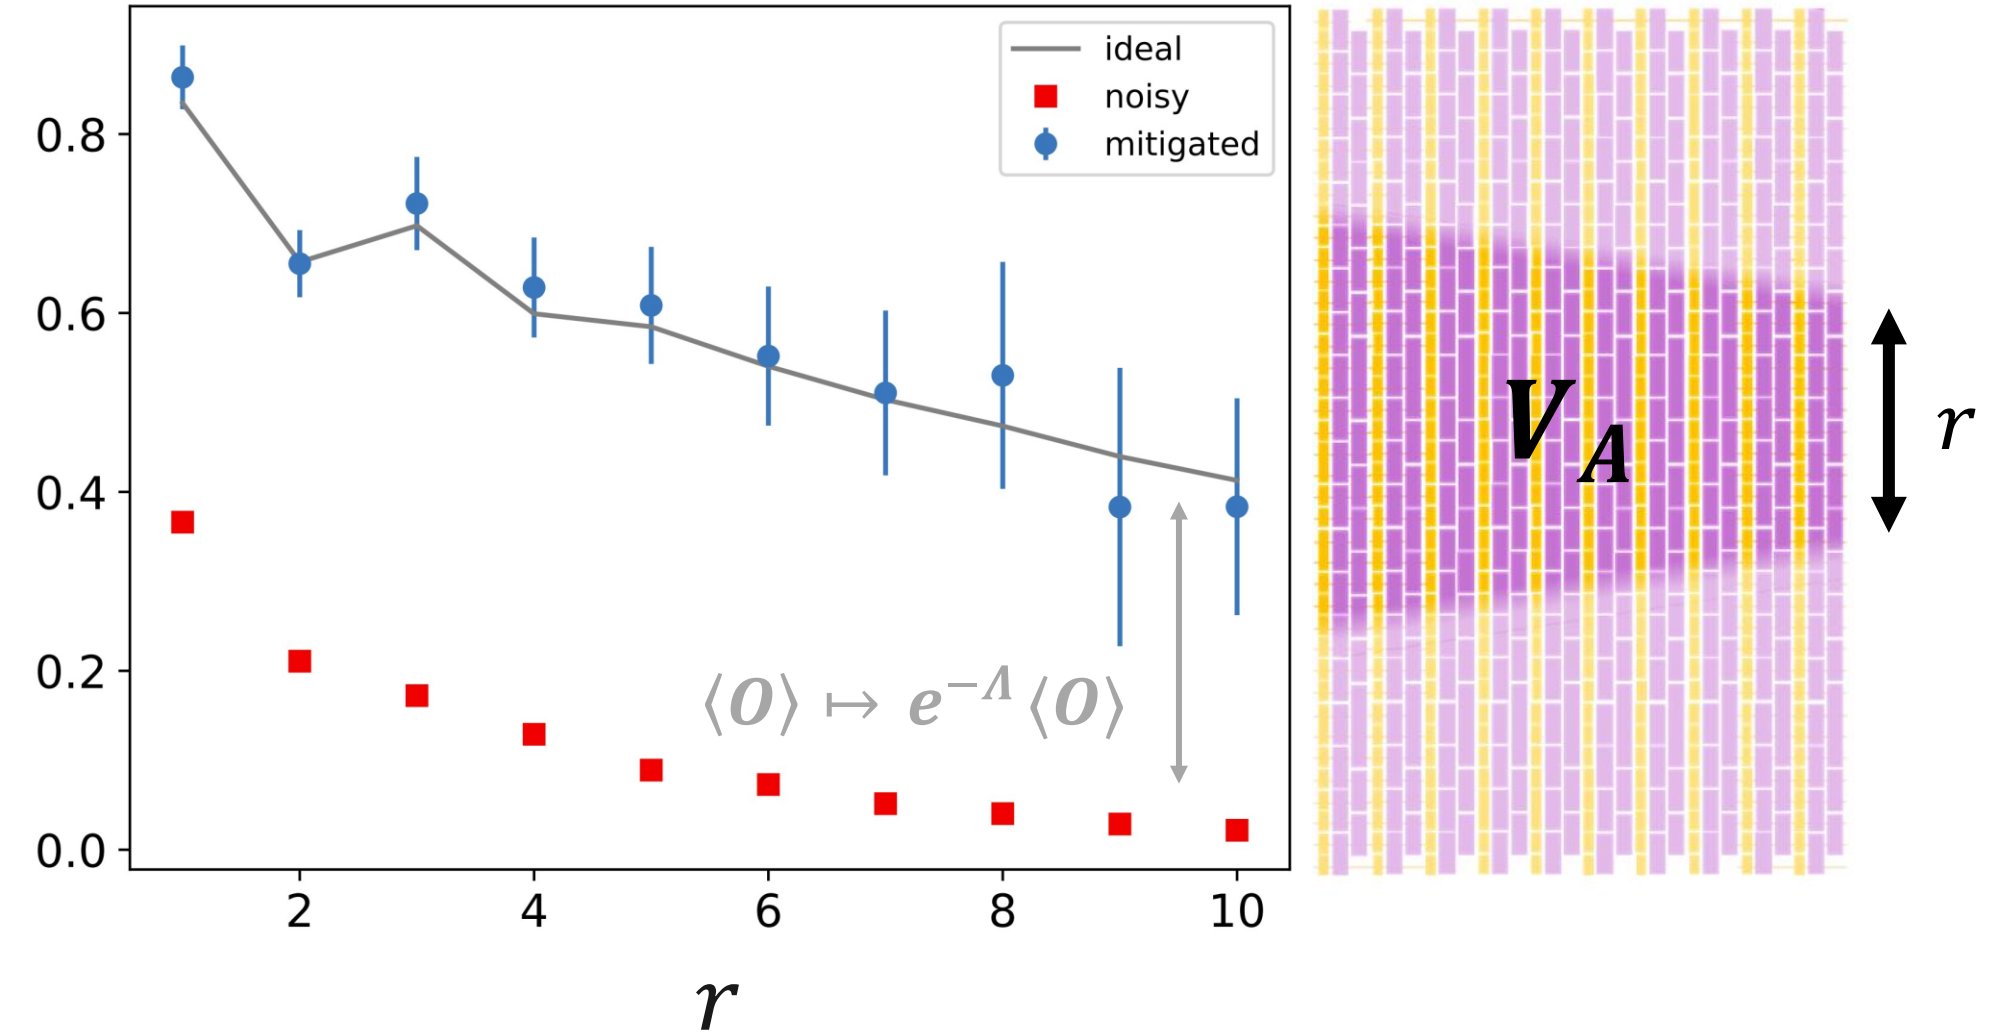 ideal
noisy
mitigated
0.8
0.6
0.4
0.2
0.0
⟨O⟩ ↦ e^{−Λ}⟨O⟩
2 4 6 8 10
r
V_A
r